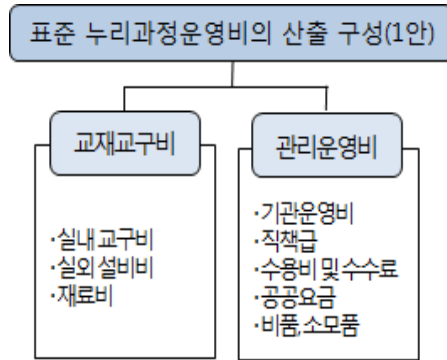 표준 누리과정운영비의 산출 구성(1안)
교재교구비
·실내 교구비
·실외 설비비
·재료비
관리운영비
·기관운영비
·직책급
·수용비 및 수수료
·공공요금
·비품,소모품